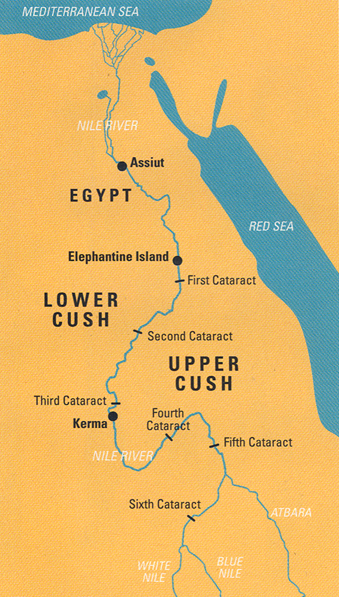 MEDITERRANEAN SEA
NILE RIVER
Assiut
EGYPT
RED SEA
Elephantine Island
First Cataract
LOWER
CUSH
Second Cataract
UPPER
CUSH
Third Cataract
Kerma
Fourth
Cataract
Fifth Cataract
NILE RIVER
Sixth Cataract
ATBARA
WHITE
NILE
BLUE
NILE